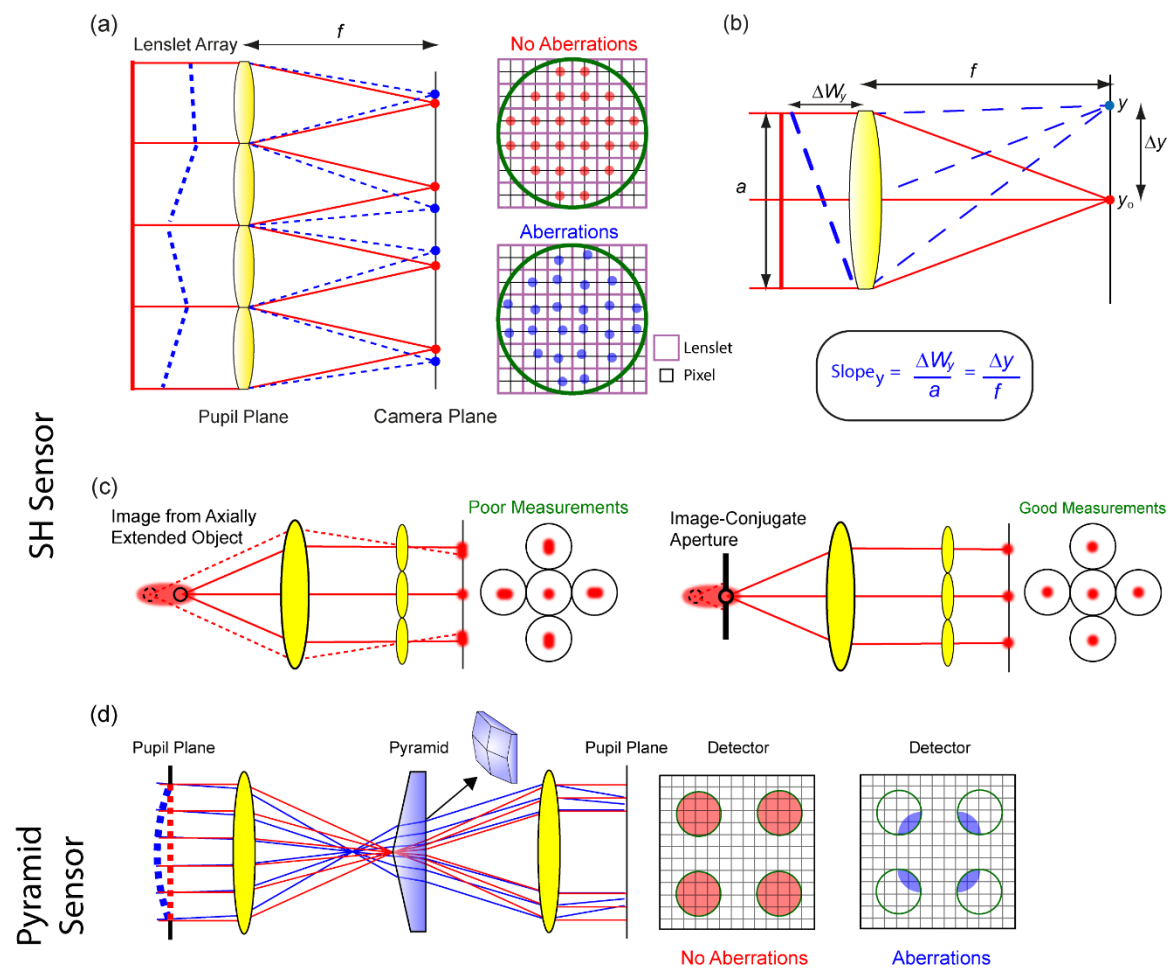 (a)
Lenslet Array
f
No Aberrations
Aberrations
Lenslet
Pixel
Pupil Plane
Camera Plane
(b)
f
ΔWy
a
y
Δy
yo
Slopey = ΔWy/a = Δy/f
SH Sensor
(c)
Image from Axially
Extended Object
Poor Measurements
Image-Conjugate
Aperture
Good Measurements
(d)
Pupil Plane
Pyramid
Pupil Plane
Detector
Detector
Pyramid
Sensor
No Aberrations
Aberrations